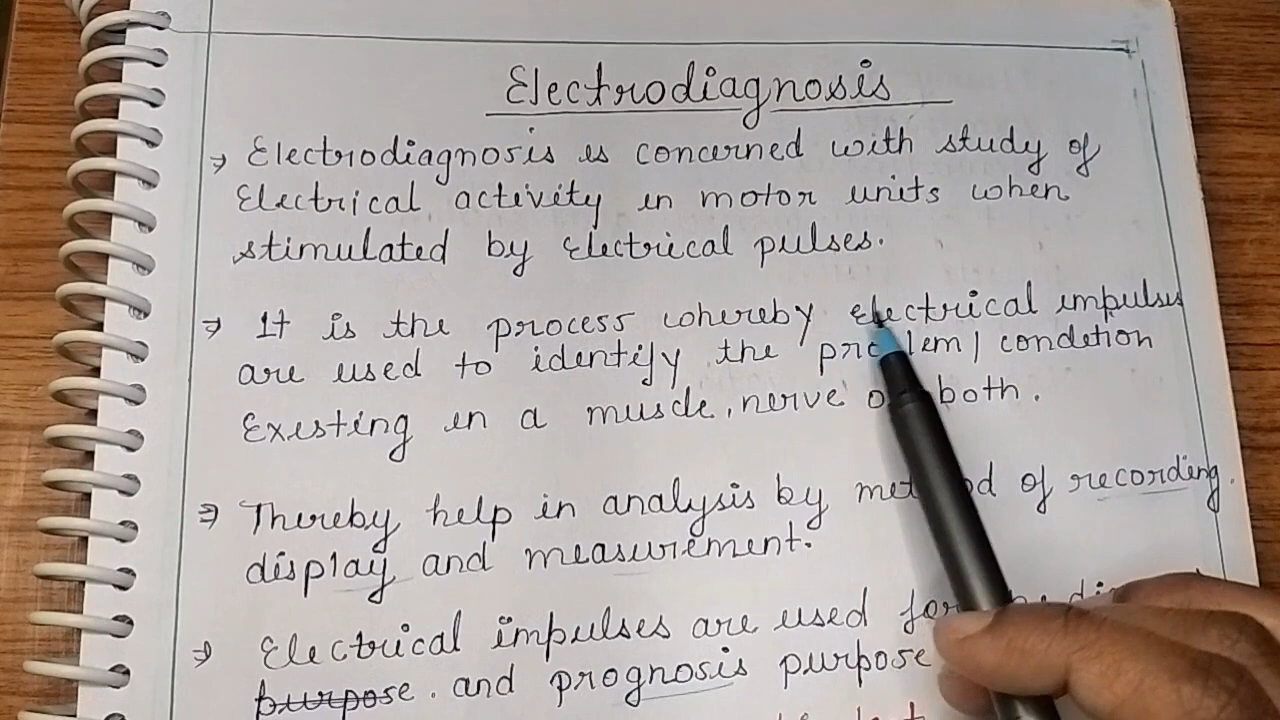 Electrodiagnosis
→ Electrodiagnosis is concerned with study of
Electrical activity in motor units when
stimulated by Electrical pulses.
→ It is the process whereby electrical impulses
are used to identify the problem / condition
Existing in a muscle, nerve or both.
→ Thereby help in analysis by method of recording,
display and measurement.
→ Electrical impulses are used for
purpose. and prognosis purpose